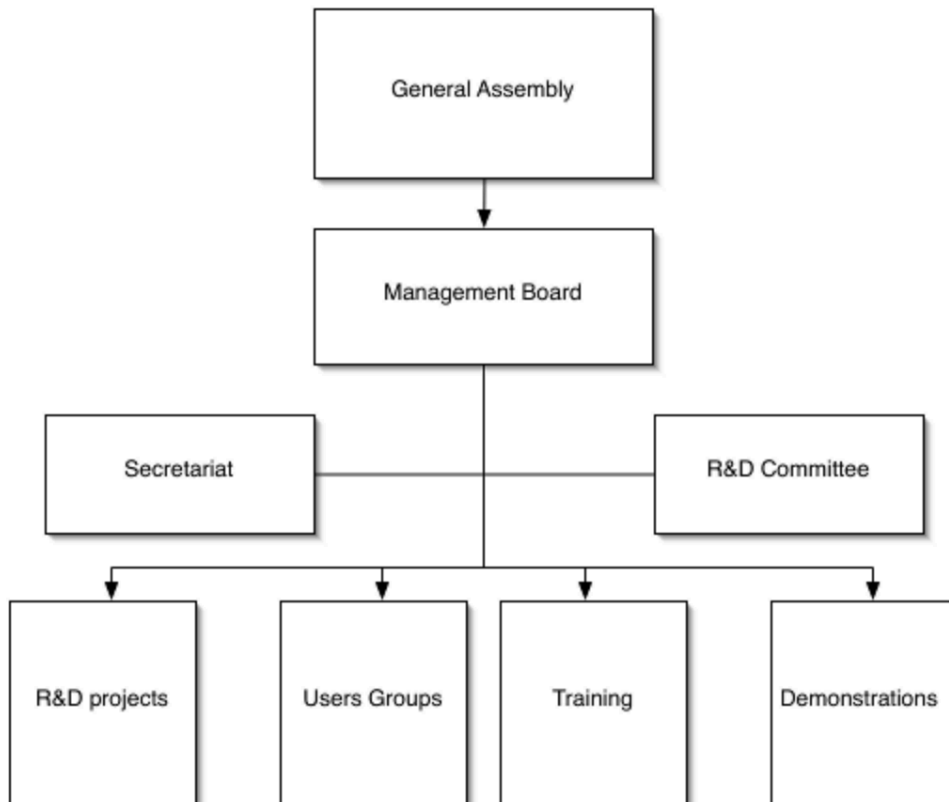 General Assembly
Management Board
Secretariat
R&D Committee
R&D projects
Users Groups
Training
Demonstrations